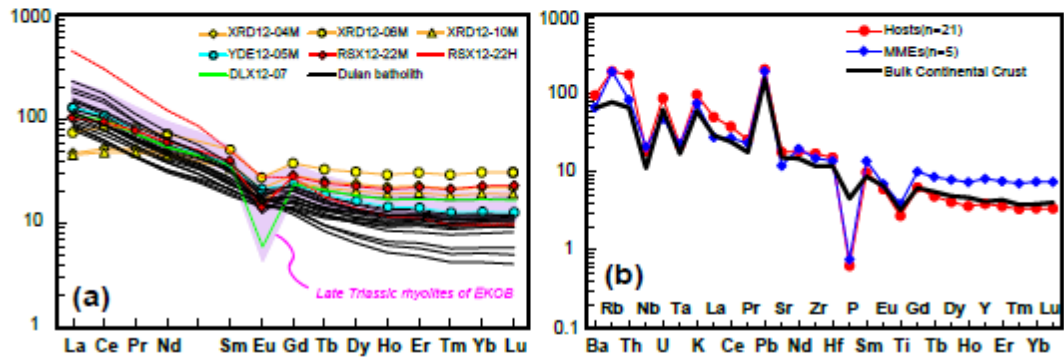 1000
100
10
1
XRD12-04M XRD12-06M XRD12-10M
YDE12-05M RSX12-22M RSX12-22H
DLX12-07 Dulan batholith
(a)
Late Triassic rhyolites of EKOB
La Ce Pr Nd Sm Eu Gd Tb Dy Ho Er Tm Yb Lu
1000
100
10
1
0.1
Hosts(n=21)
MMEs(n=5)
Bulk Continental Crust
(b)
Rb Nb Ta La Pr Sr Zr P Eu Gd Dy Y Tm Lu
Ba Th U K Ce Pb Nd Hf Sm Ti Tb Ho Er Yb